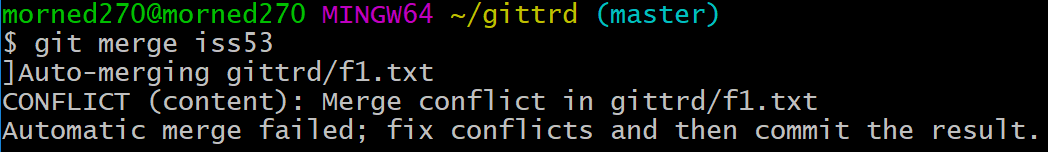 morned270@morned270 MINGW64 ~/gittrd (master)
$ git merge iss53
]Auto-merging gittrd/f1.txt
CONFLICT (content): Merge conflict in gittrd/f1.txt
Automatic merge failed; fix conflicts and then commit the result.